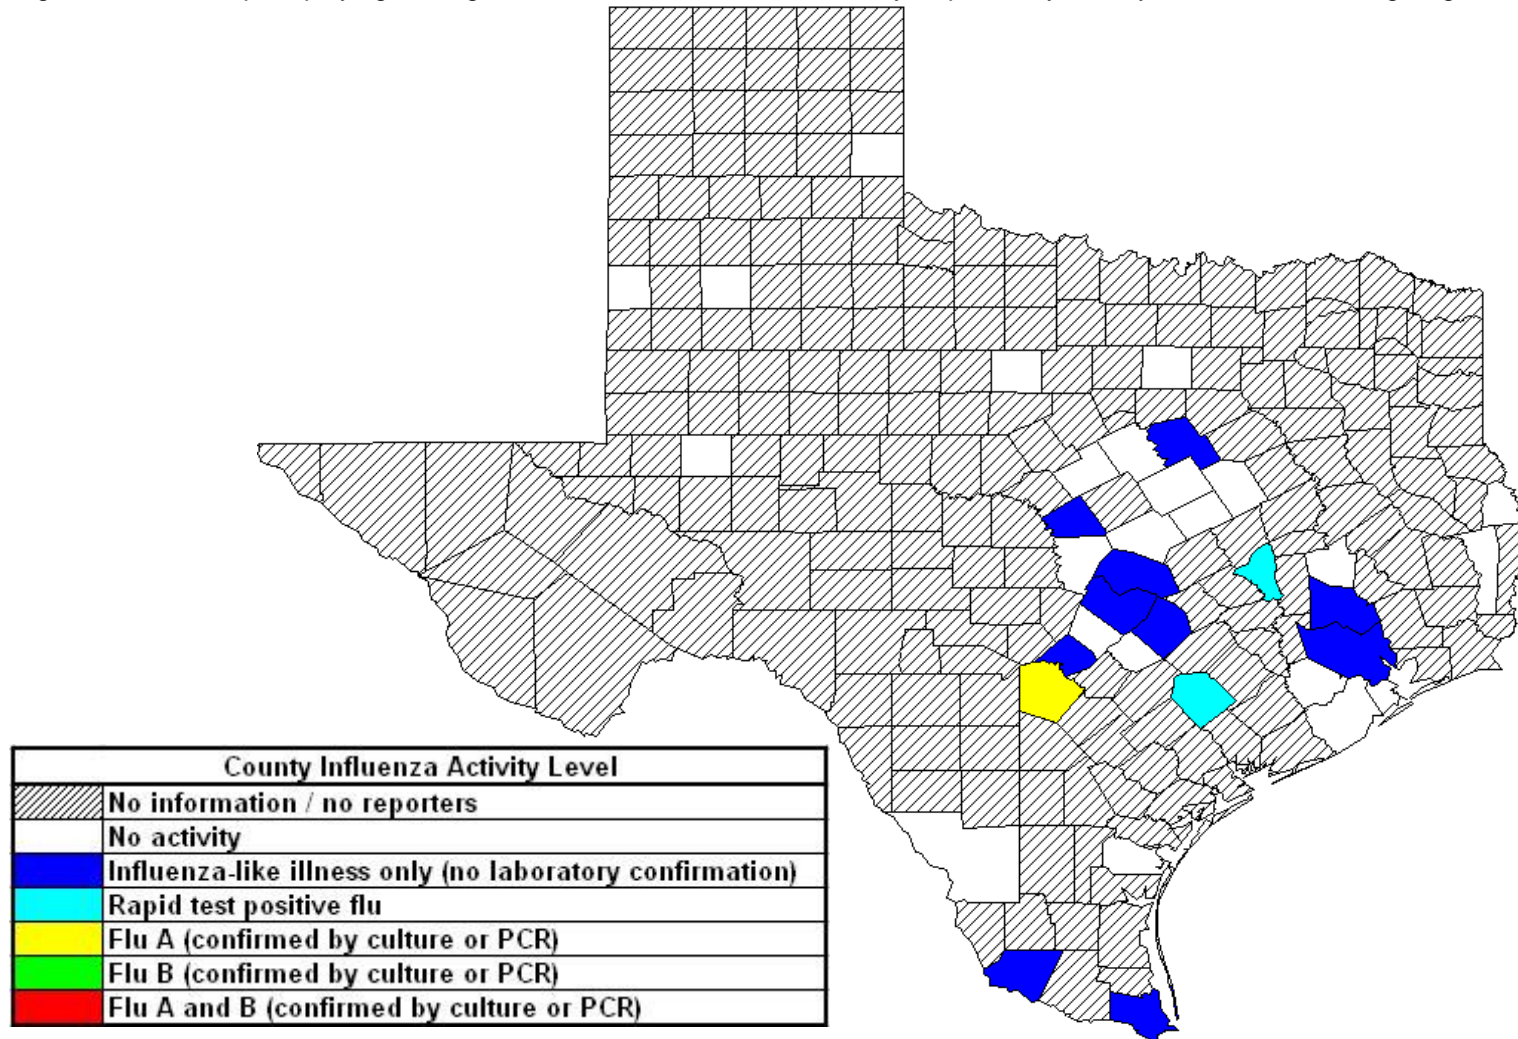 County Influenza Activity Level
No information / no reporters
No activity
Influenza-like illness only (no laboratory confirmation)
Rapid test positive flu
Flu A (confirmed by culture or PCR)
Flu B (confirmed by culture or PCR)
Flu A and B (confirmed by culture or PCR)